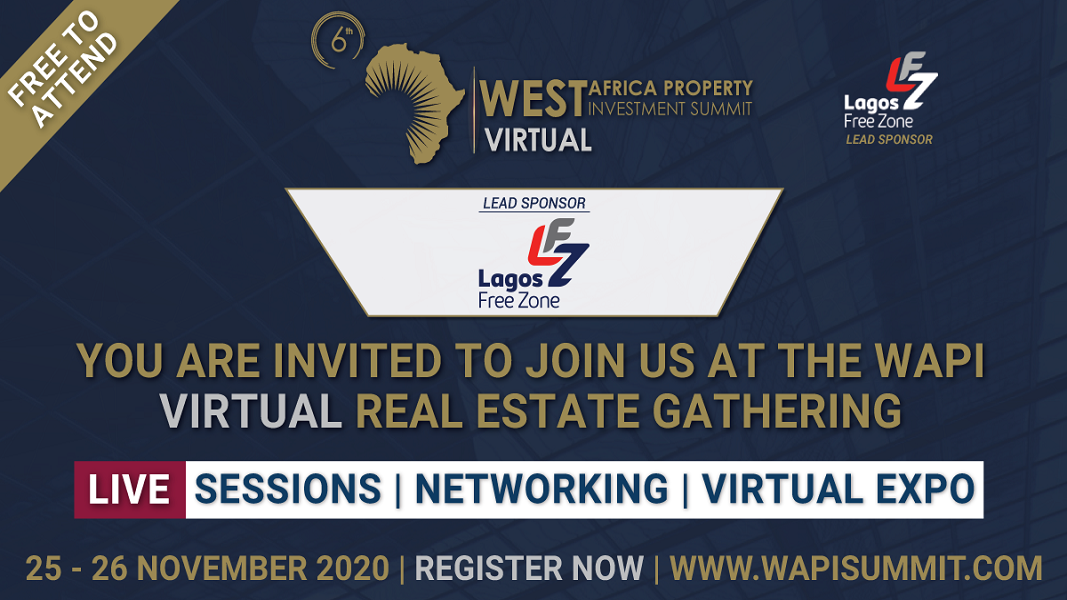 FREE TO
ATTEND
6th
WEST AFRICA PROPERTY
INVESTMENT SUMMIT
VIRTUAL
LFZ
Lagos
Free Zone
LEAD SPONSOR
LEAD SPONSOR
LFZ
Lagos
Free Zone
YOU ARE INVITED TO JOIN US AT THE WAPI
VIRTUAL REAL ESTATE GATHERING
LIVE SESSIONS | NETWORKING | VIRTUAL EXPO
25 - 26 NOVEMBER 2020 | REGISTER NOW | WWW.WAPISUMMIT.COM